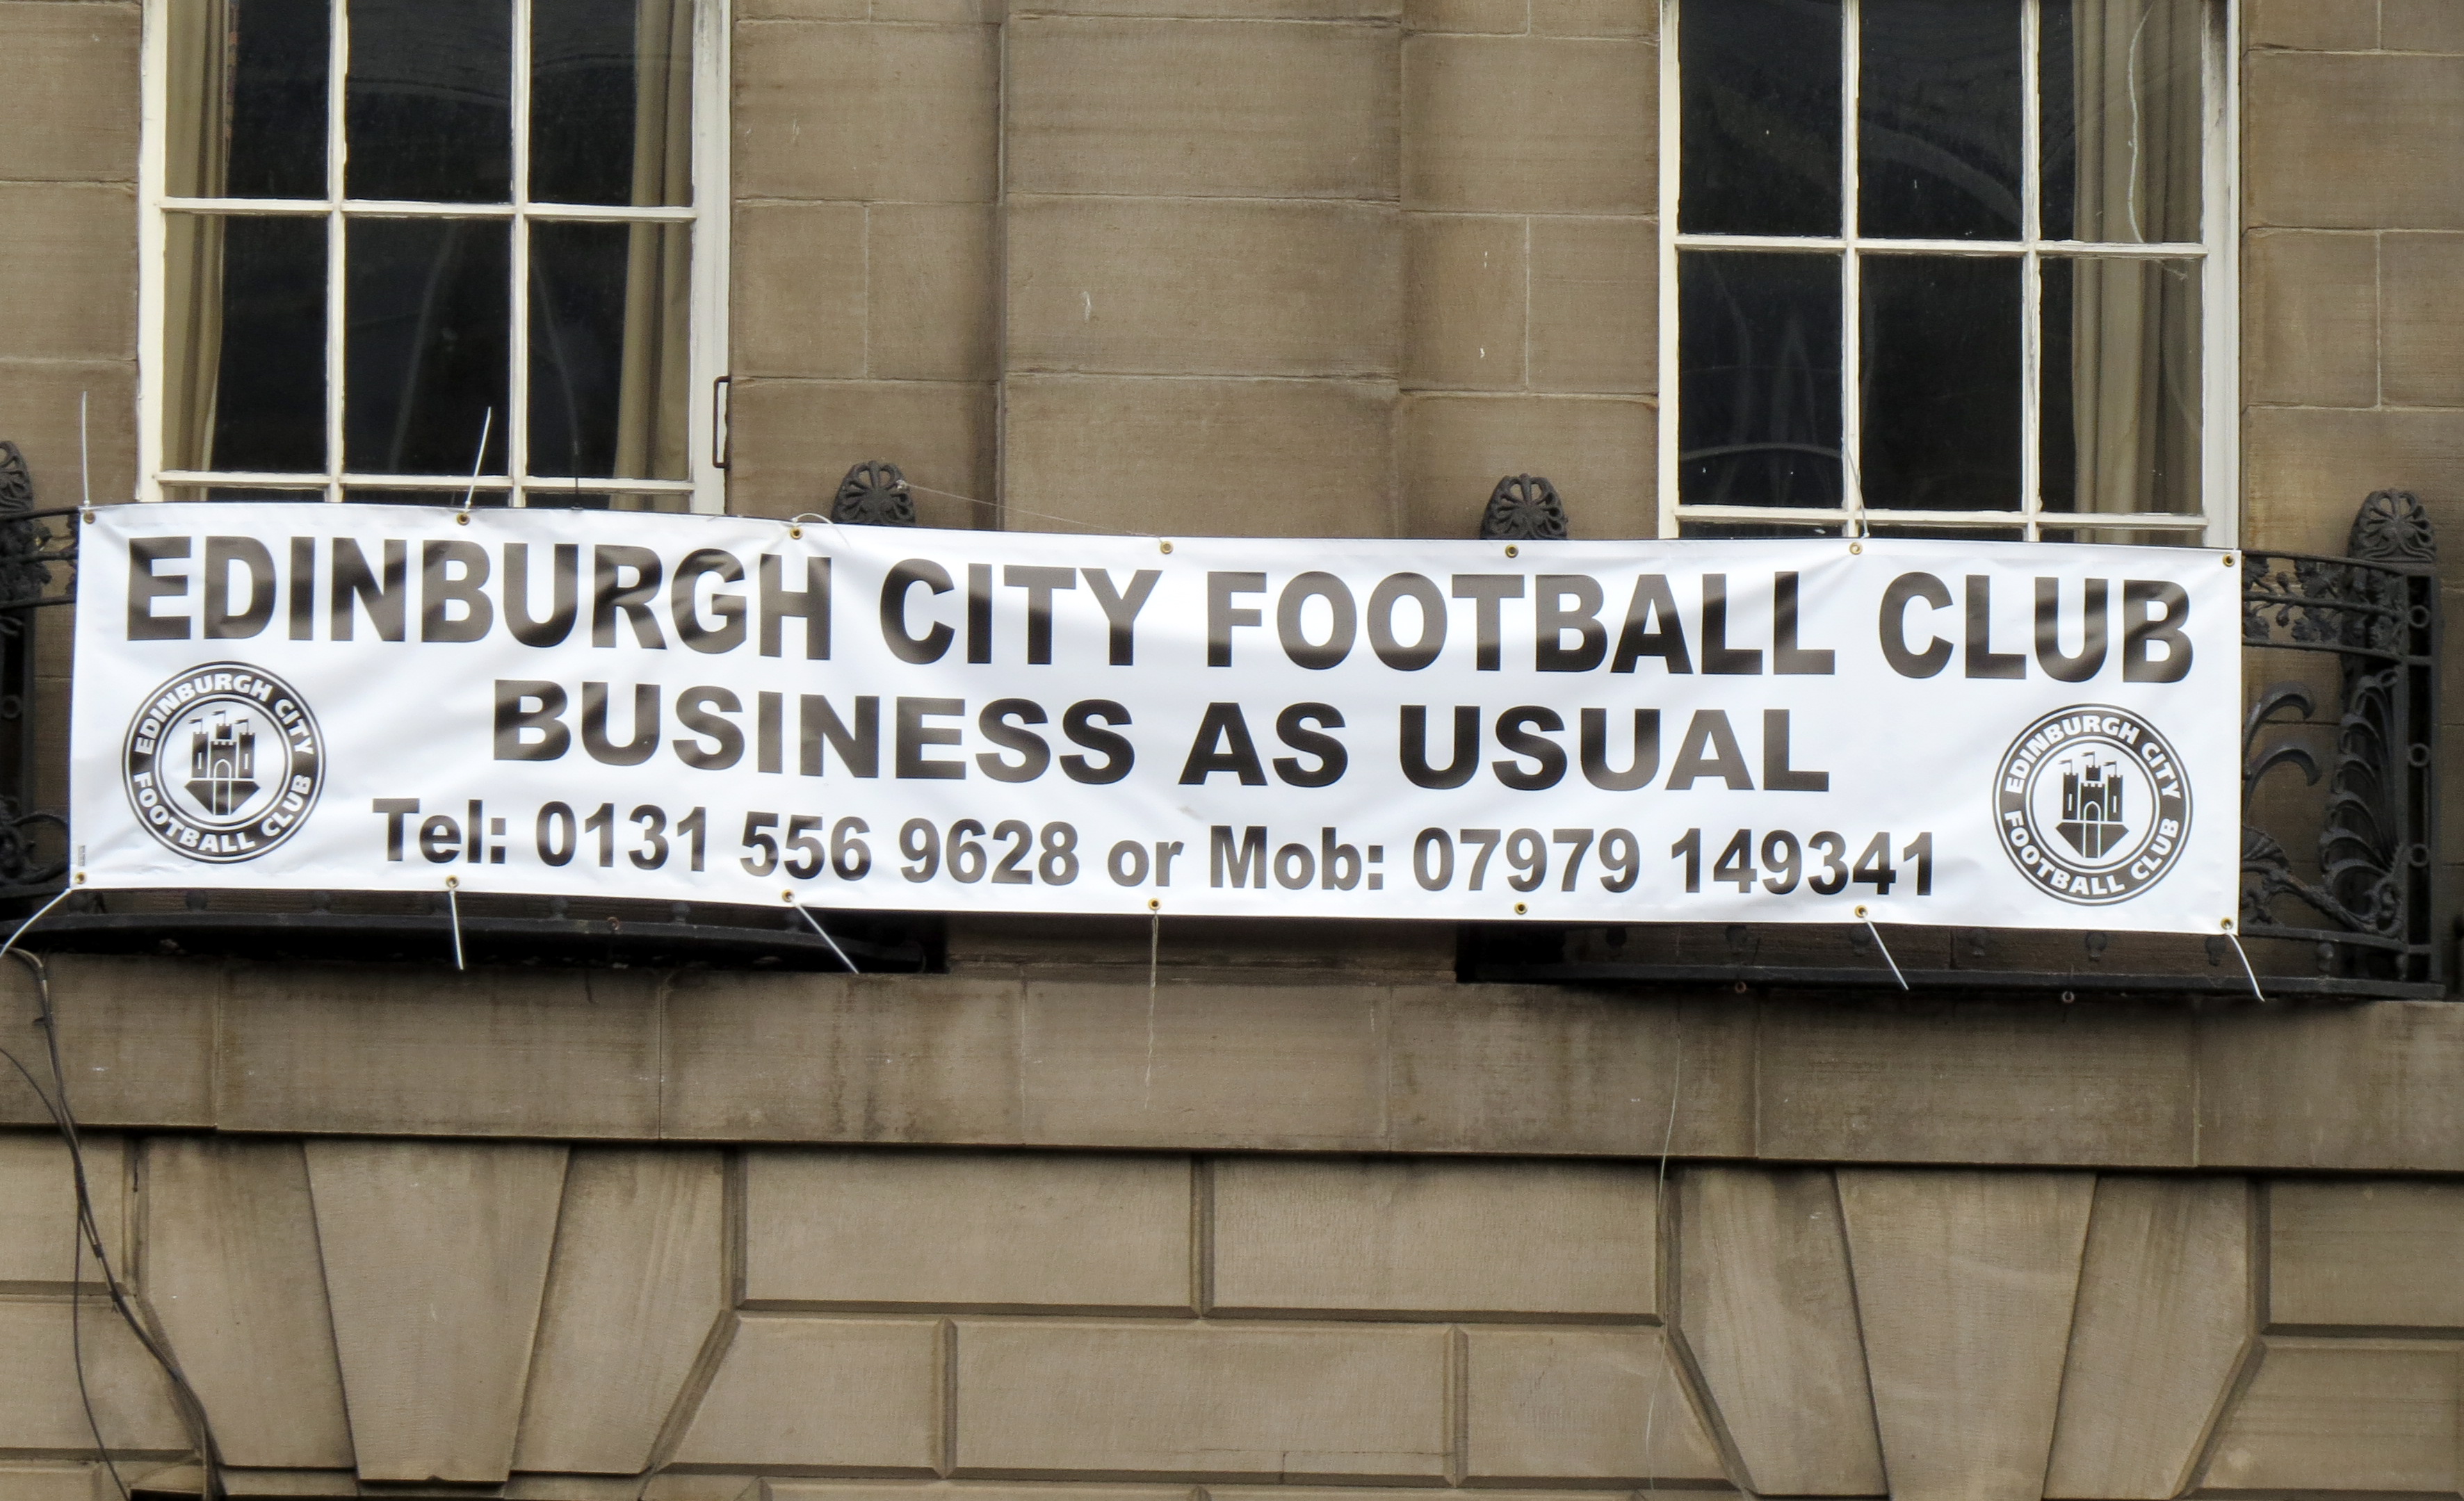 EDINBURGH CITY FOOTBALL CLUB
BUSINESS AS USUAL
Tel: 0131 556 9628 or Mob: 07979 149341
EDINBURGH CITY
FOOTBALL CLUB
EDINBURGH CITY
FOOTBALL CLUB